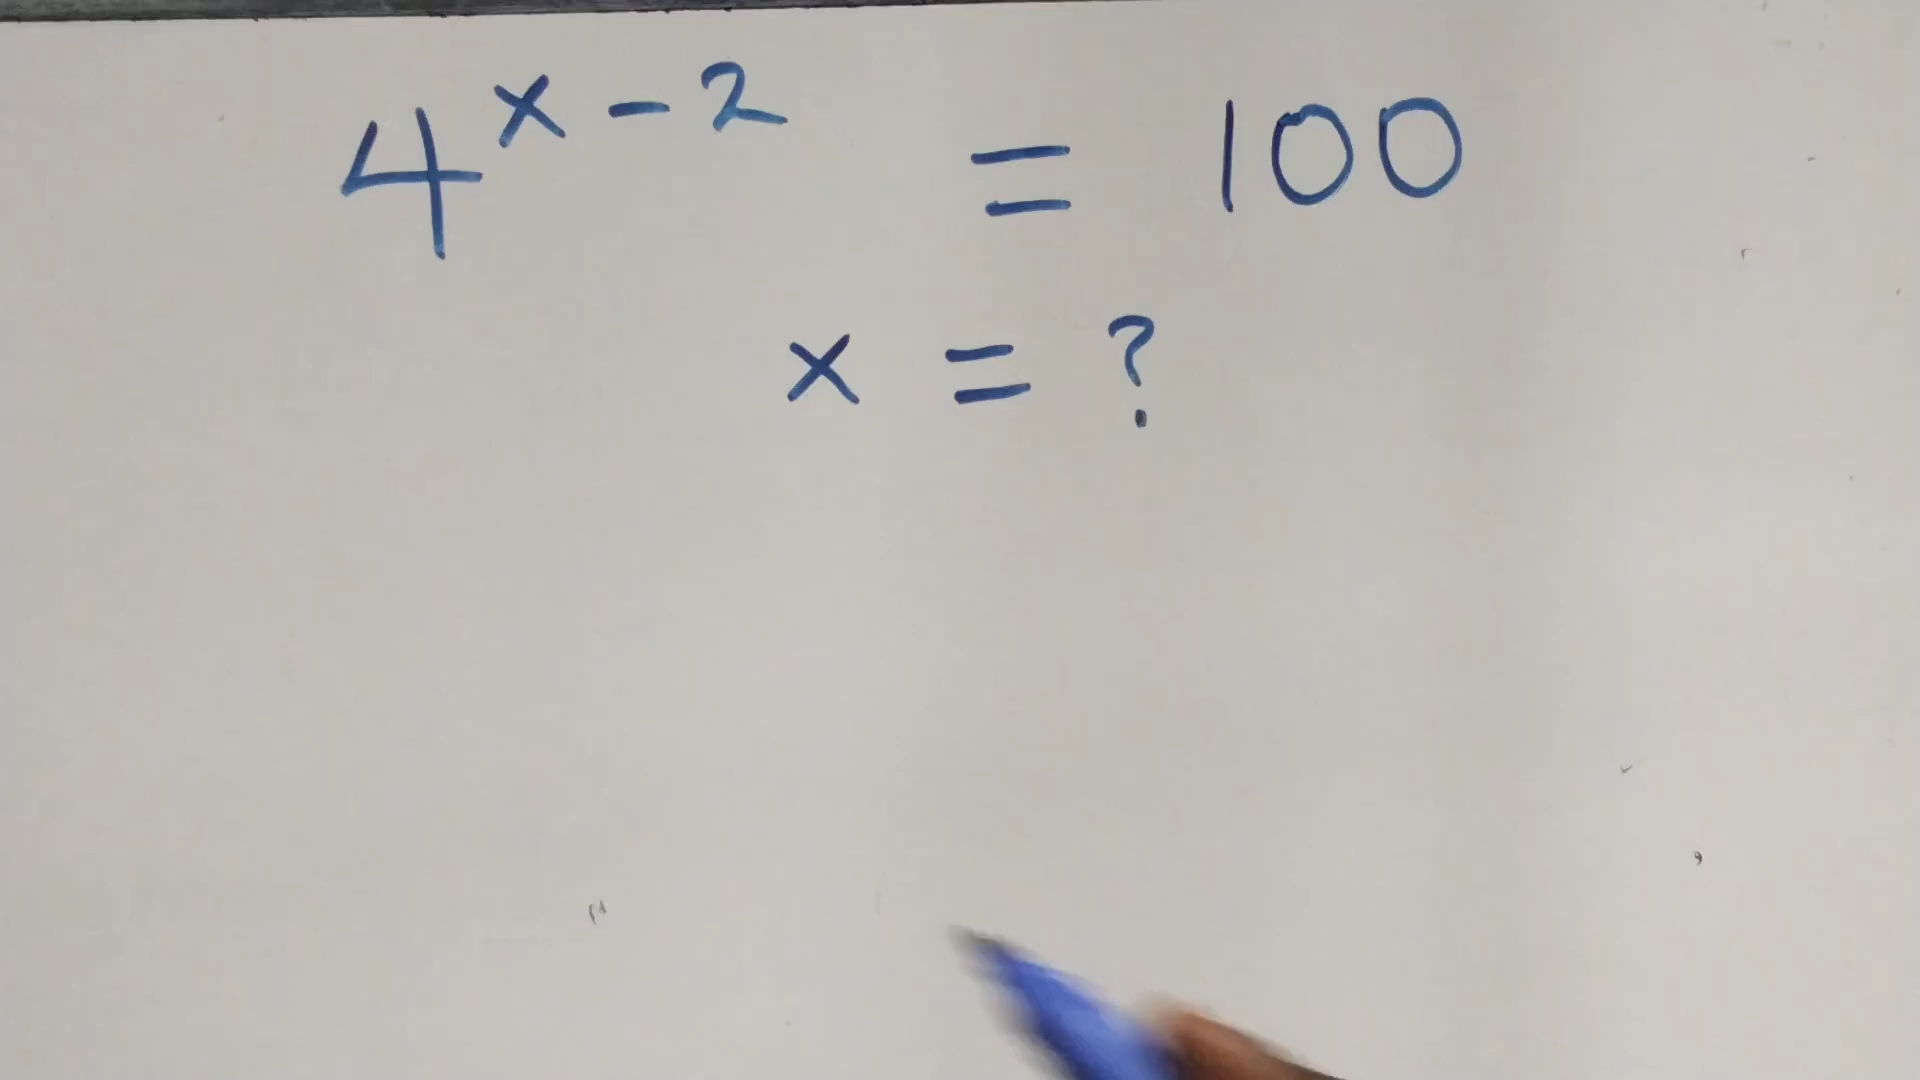 4^{x-2} = 100
x = ?